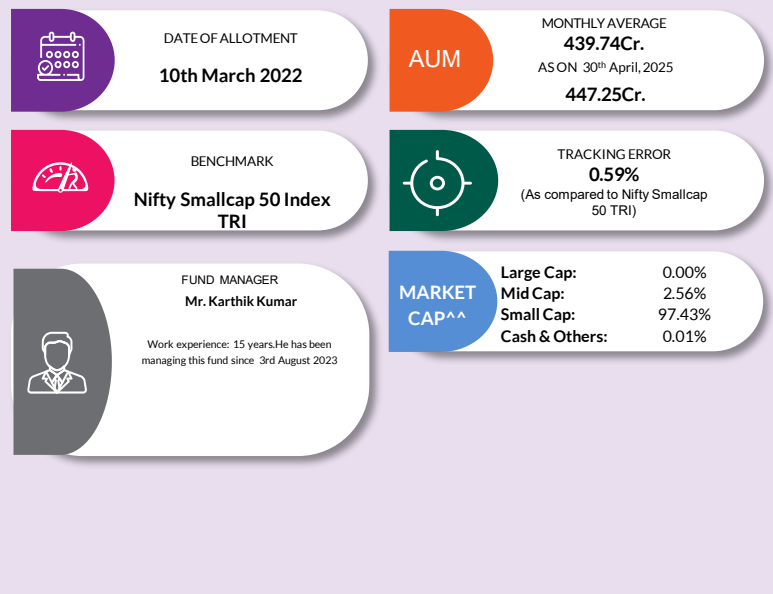 DATE OF ALLOTMENT
10th March 2022
AUM
MONTHLY AVERAGE
439.74Cr.
AS ON 30th April, 2025
447.25Cr.
BENCHMARK
Nifty Smallcap 50 Index
TRI
TRACKING ERROR
0.59%
(As compared to Nifty Smallcap
50 TRI)
FUND MANAGER
Mr. Karthik Kumar
Work experience: 15 years.He has been
managing this fund since 3rd August 2023
MARKET
CAP^^
Large Cap: 0.00%
Mid Cap: 2.56%
Small Cap: 97.43%
Cash & Others: 0.01%